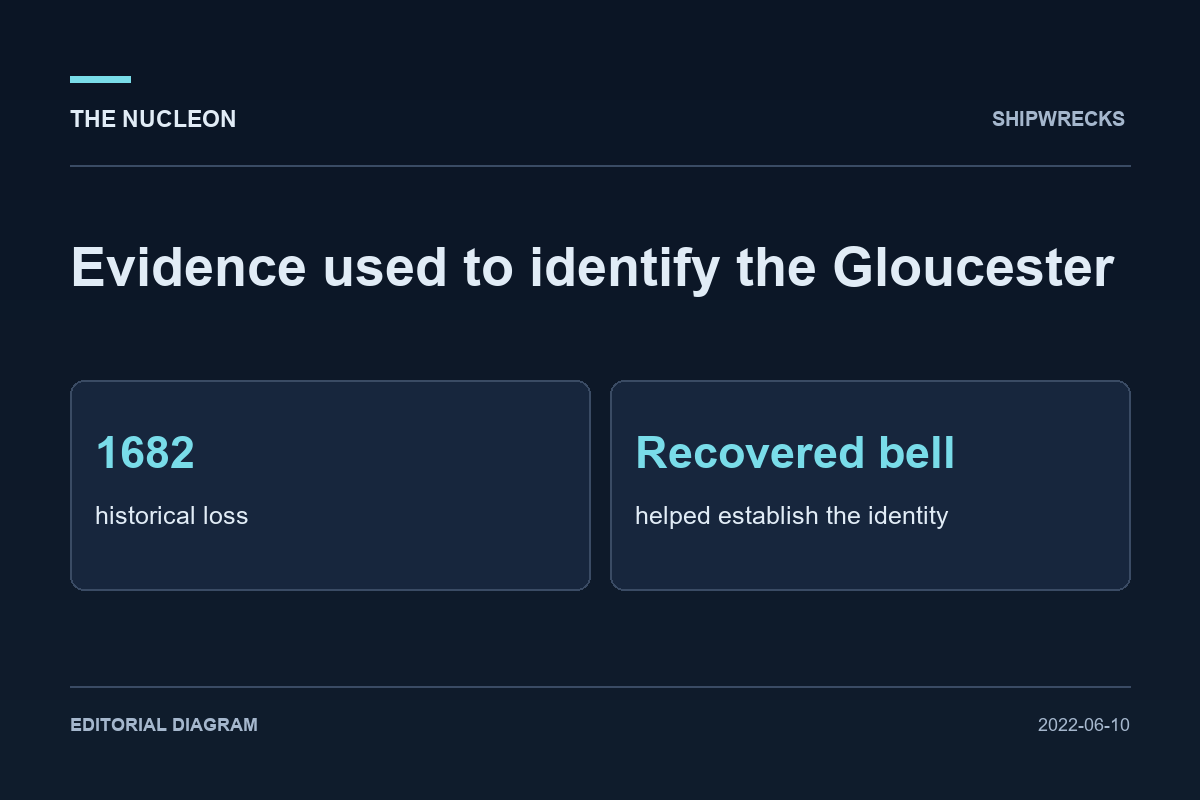 THE NUCLEON
SHIPWRECKS
Evidence used to identify the Gloucester
1682
historical loss
Recovered bell
helped establish the identity
EDITORIAL DIAGRAM
2022-06-10